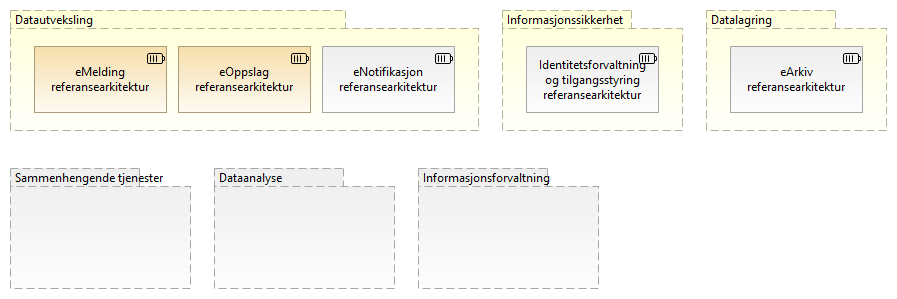 Datautveksling
eMelding
referansearkitektur
eOppslag
referansearkitektur
eNotifikasjon
referansearkitektur
Informasjonssikkerhet
Identitetsforvaltning
og tilgangsstyring
referansearkitektur
Datalagring
eArkiv
referansearkitektur
Sammenhengende tjenester
Dataanalyse
Informasjonsforvaltning